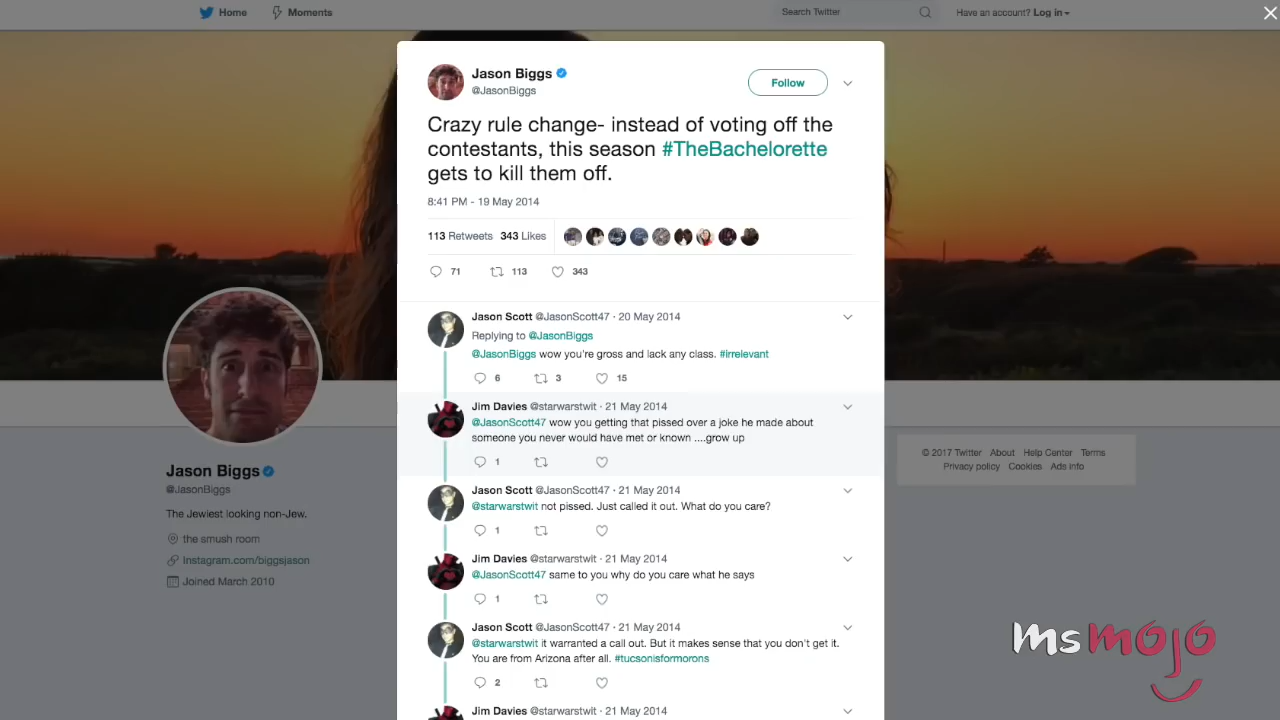 Home
Moments
Search Twitter
Have an account? Log in
Jason Biggs
@JasonBiggs
Follow
Crazy rule change- instead of voting off the
contestants, this season #TheBachelorette
gets to kill them off.
8:41 PM - 19 May 2014
113 Retweets 343 Likes
71 113 343
Jason Scott @JasonScott47 · 20 May 2014
Replying to @JasonBiggs
@JasonBiggs wow you're gross and lack any class. #irrelevant
6 3 15
Jim Davies @starwarstwit · 21 May 2014
@JasonScott47 wow you getting that pissed over a joke he made about
someone you never would have met or known ....grow up
1
Jason Scott @JasonScott47 · 21 May 2014
@starwarstwit not pissed. Just called it out. What do you care?
1
Jim Davies @starwarstwit · 21 May 2014
@JasonScott47 same to you why do you care what he says
1
Jason Scott @JasonScott47 · 21 May 2014
@starwarstwit it warranted a call out. But it makes sense that you don't get it.
You are from Arizona after all. #tucsonisformorons
2
Jim Davies @starwarstwit · 21 May 2014
Jason Biggs
@JasonBiggs
The Jewiest looking non-Jew.
the smush room
Instagram.com/biggsjason
Joined March 2010
© 2017 Twitter About Help Center Terms
Privacy policy Cookies Ads info
msmojo